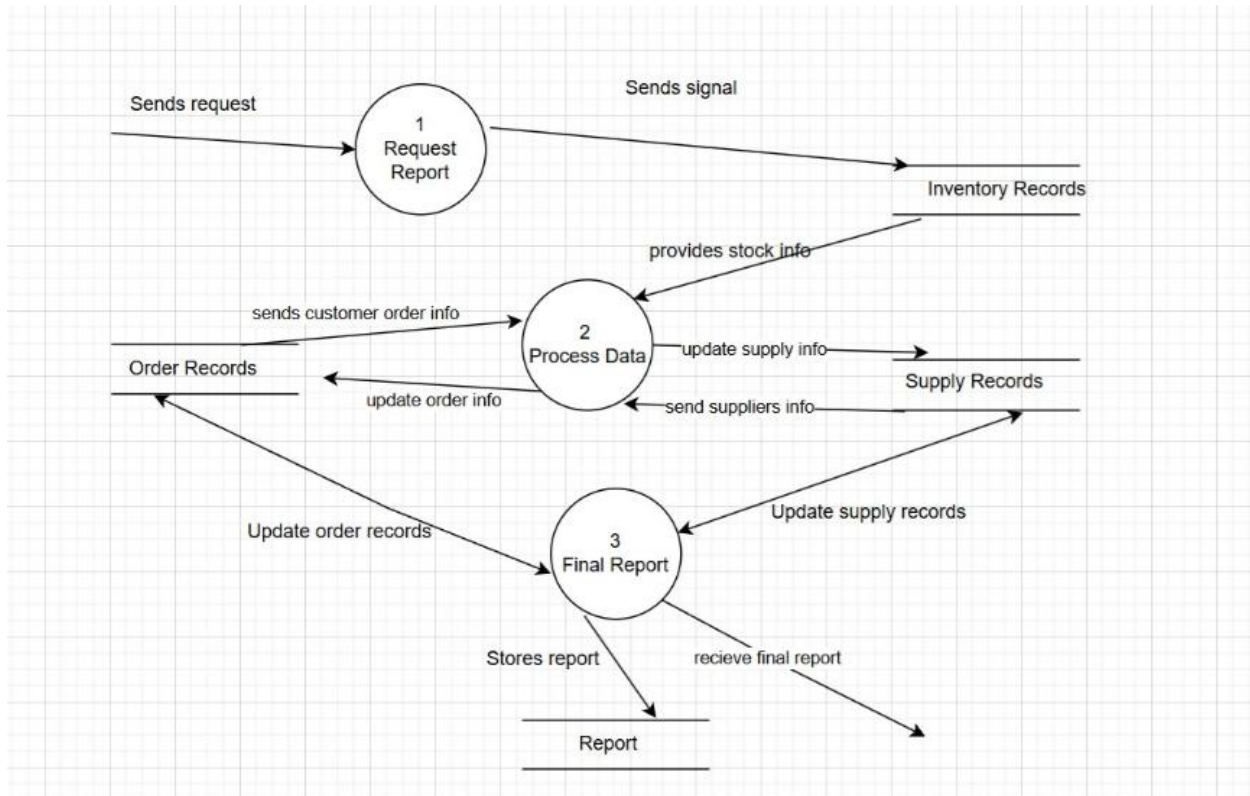 Sends request
Sends signal
1
Request
Report
Inventory Records
provides stock info
sends customer order info
2
Process Data
update supply info
Order Records
Supply Records
update order info
send suppliers info
Update order records
Update supply records
3
Final Report
Stores report
recieve final report
Report